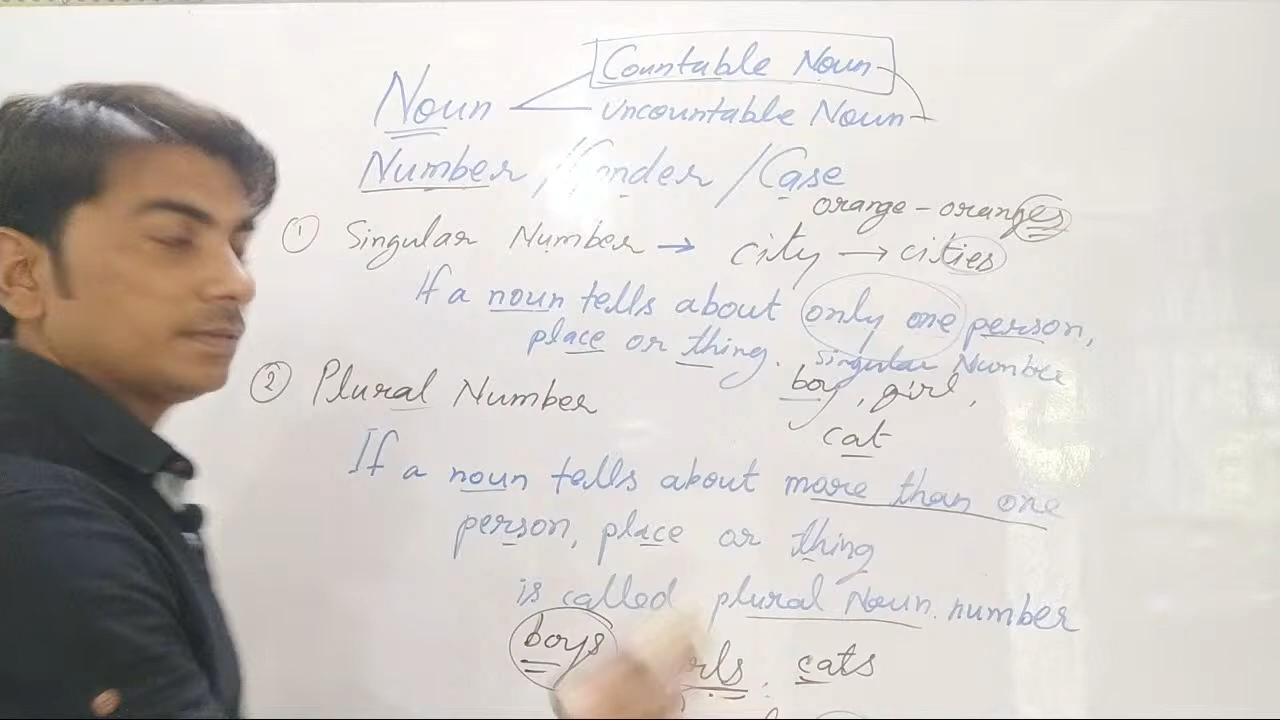 Countable Noun
Noun
Uncountable Noun
Number / Gender / Case
orange - oranges
① Singular Number → city → cities
If a noun tells about only one person,
place or thing. singular Number
② Plural Number
boy, girl,
cat
If a noun tells about more than one
person, place or thing
is called plural Noun. number
boys
cats